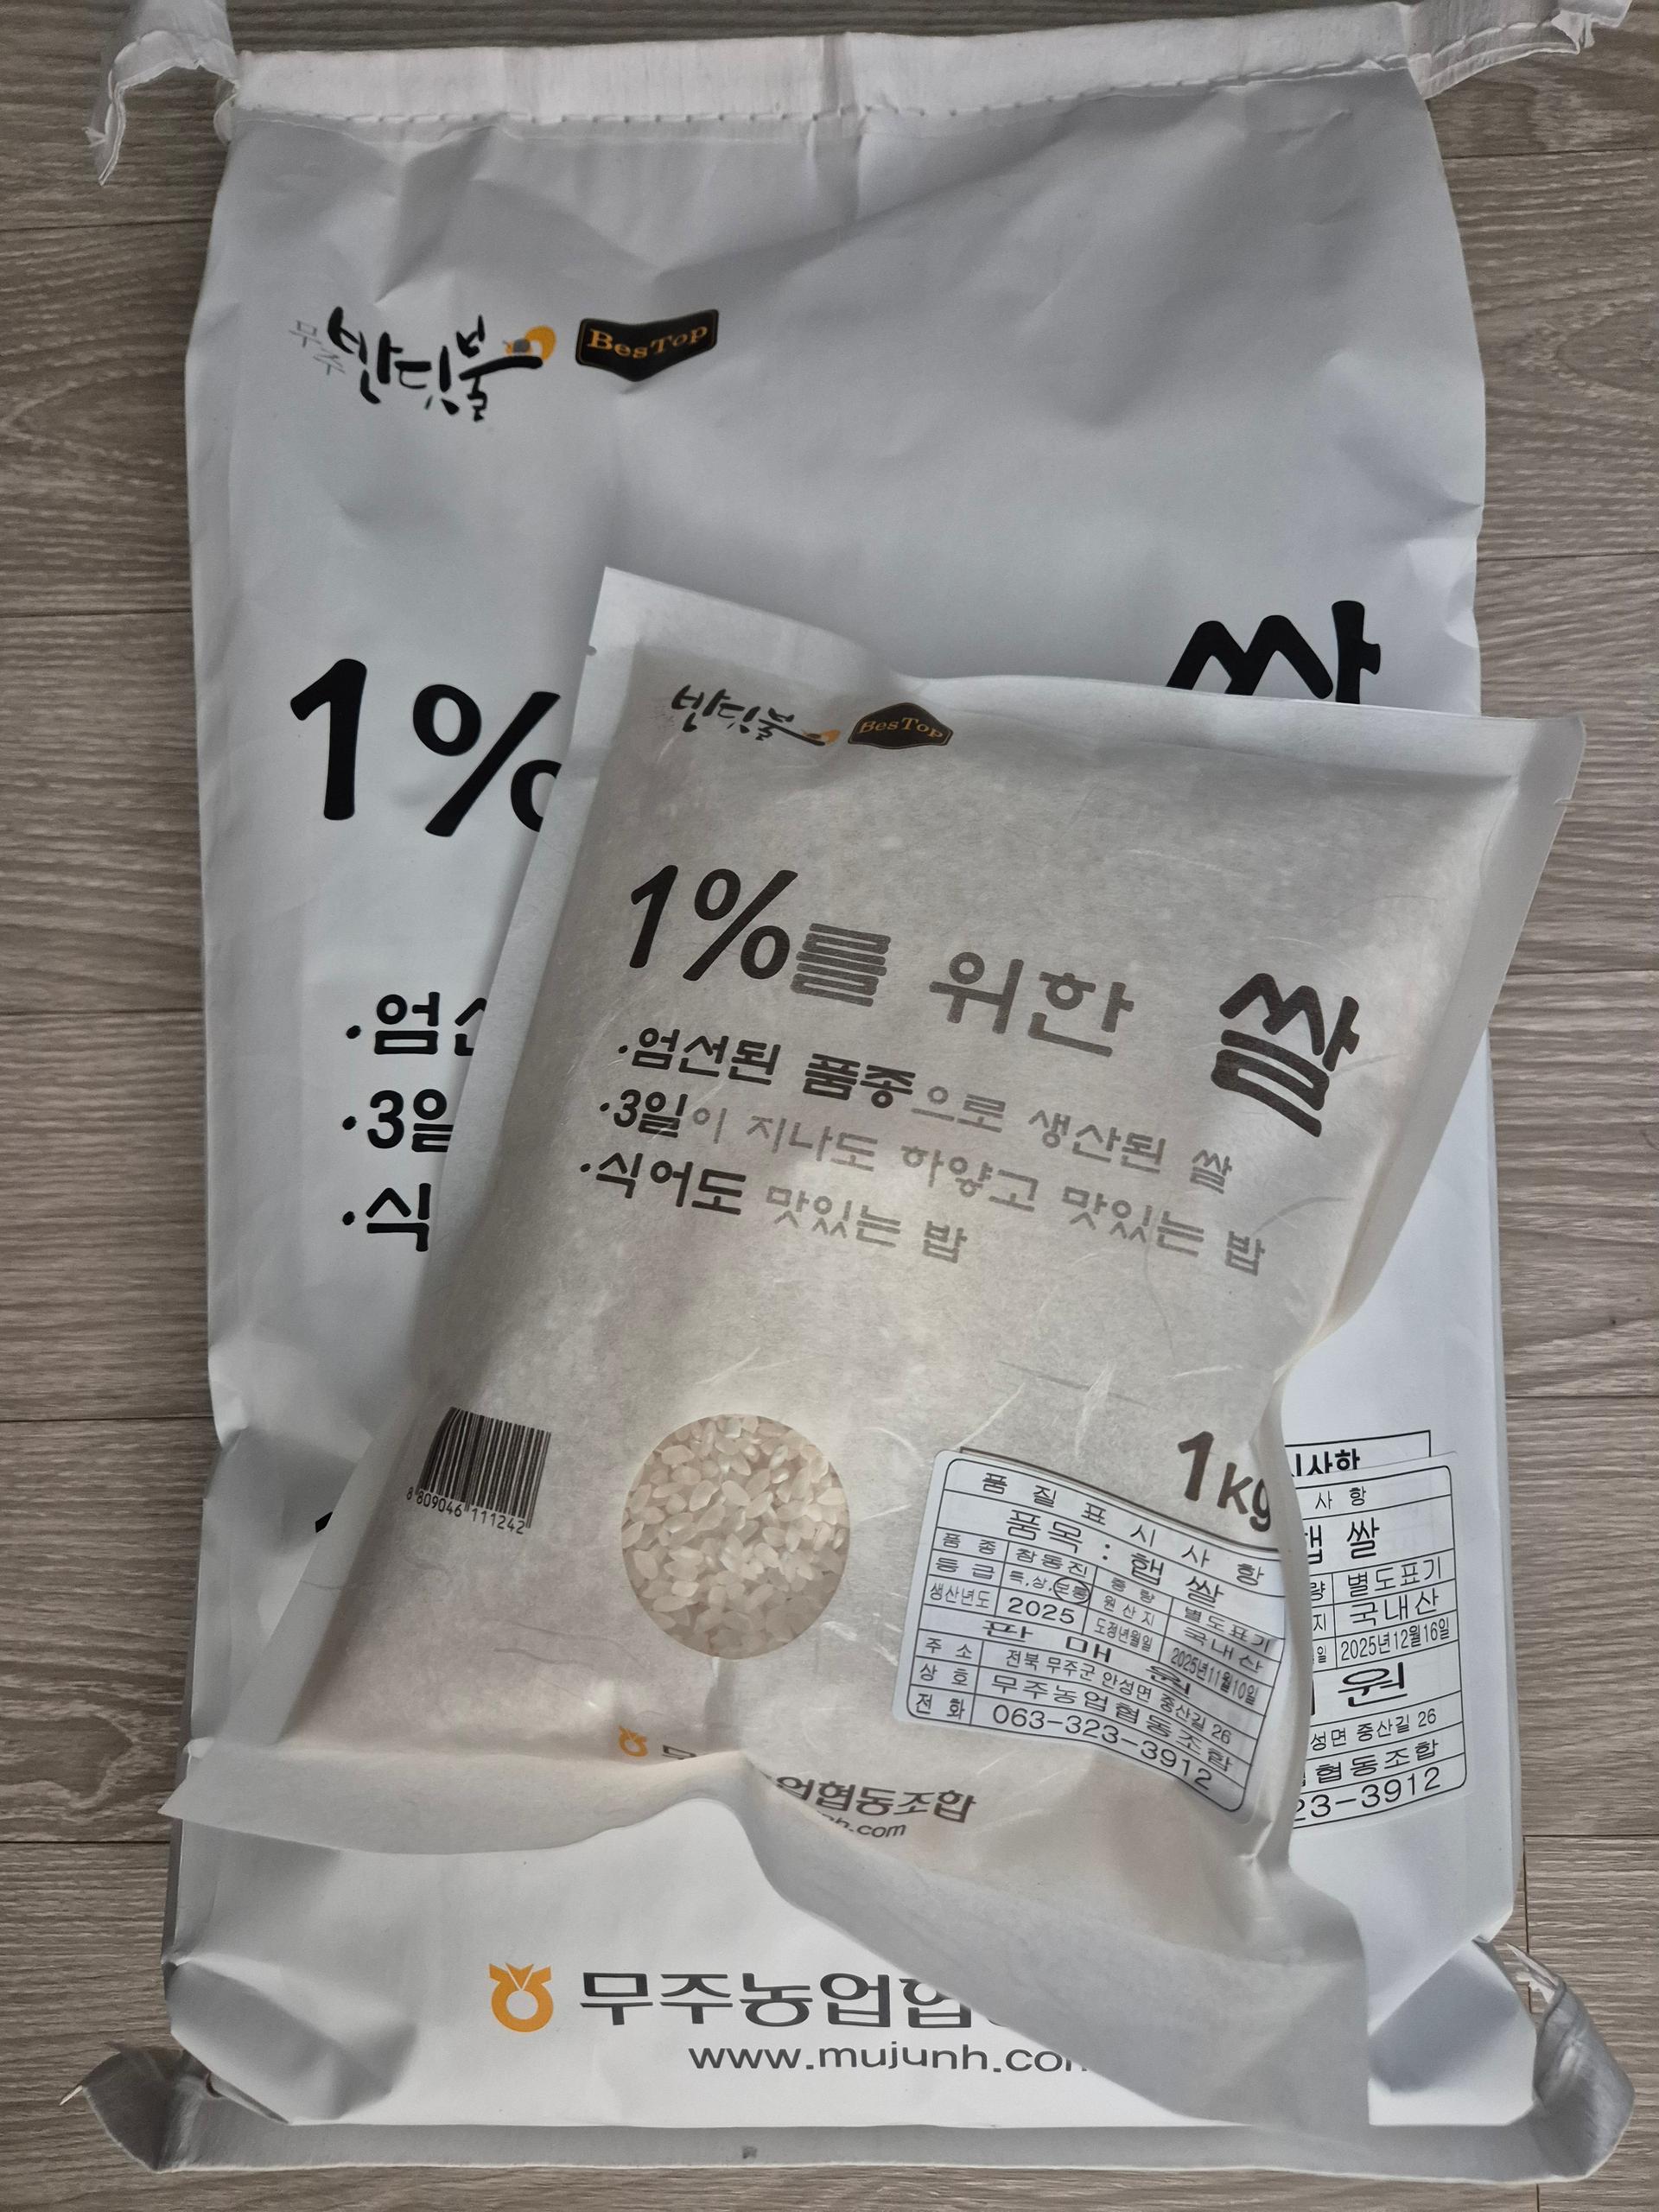 무주 반딧불 BesTop
1% 쌀
·엄선
·3일
·식
반딧불 BesTop
1%를 위한 쌀
·엄선된 품종으로 생산된 쌀
·3일이 지나도 하얗고 맛있는 밥
·식어도 맛있는 밥
1kg
8 809046 111242
품 질 표 시 사 항
품목 : 햅 쌀
품 종 참동진 중 량 별도표기
등 급 특,상,보통 원 산 지 국내산
생산년도 2025 도정년월일 2025년11월10일
판 매 원
주 소 전북 무주군 안성면 중산길 26
상 호 무주농업협동조합
전 화 063-323-3912
업협동조합
.com
시사항
사 항
햅 쌀
량 별도표기
지 국내산
일 2025년12월16일
원
성면 중산길 26
협동조합
23-3912
무주농업협
www.mujunh.com